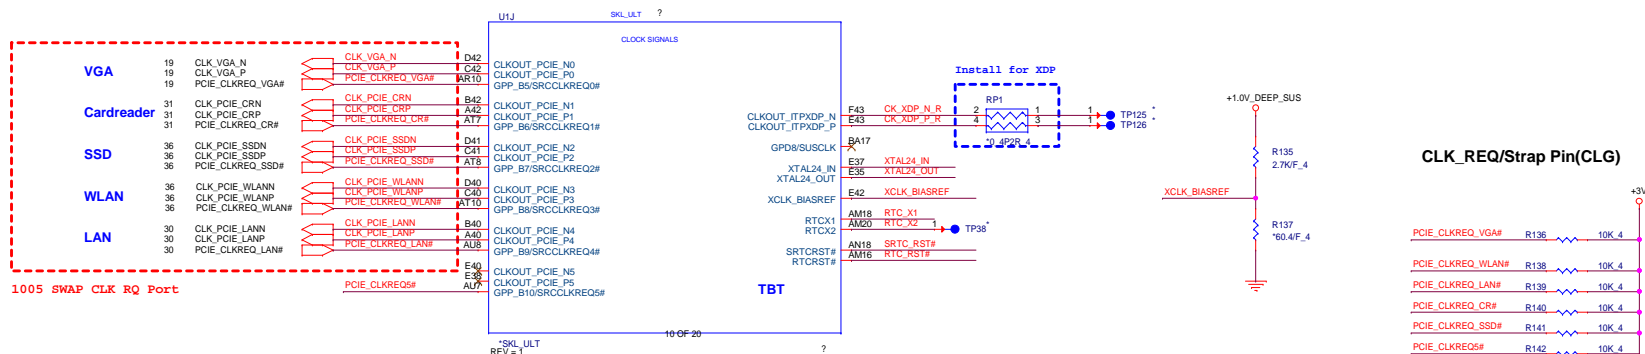 U1J
SKL_ULT ?
CLOCK SIGNALS
VGA
19 CLK_VGA_N CLK_VGA_N D42 CLKOUT_PCIE_N0
19 CLK_VGA_P CLK_VGA_P C42 CLKOUT_PCIE_P0
19 PCIE_CLKREQ_VGA# PCIE_CLKREQ_VGA# AR10 GPP_B5/SRCCLKREQ0#
Cardreader
31 CLK_PCIE_CRN CLK_PCIE_CRN B42 CLKOUT_PCIE_N1
31 CLK_PCIE_CRP CLK_PCIE_CRP A42 CLKOUT_PCIE_P1
31 PCIE_CLKREQ_CR# PCIE_CLKREQ_CR# AT7 GPP_B6/SRCCLKREQ1#
SSD
36 CLK_PCIE_SSDN CLK_PCIE_SSDN D41 CLKOUT_PCIE_N2
36 CLK_PCIE_SSDP CLK_PCIE_SSDP C41 CLKOUT_PCIE_P2
36 PCIE_CLKREQ_SSD# PCIE_CLKREQ_SSD# AT8 GPP_B7/SRCCLKREQ2#
WLAN
36 CLK_PCIE_WLANN CLK_PCIE_WLANN D40 CLKOUT_PCIE_N3
36 CLK_PCIE_WLANP CLK_PCIE_WLANP C40 CLKOUT_PCIE_P3
36 PCIE_CLKREQ_WLAN# PCIE_CLKREQ_WLAN# AT10 GPP_B8/SRCCLKREQ3#
LAN
30 CLK_PCIE_LANN CLK_PCIE_LANN B40 CLKOUT_PCIE_N4
30 CLK_PCIE_LANP CLK_PCIE_LANP A40 CLKOUT_PCIE_P4
30 PCIE_CLKREQ_LAN# PCIE_CLKREQ_LAN# AU8 GPP_B9/SRCCLKREQ4#
E40 CLKOUT_PCIE_N5
E38 CLKOUT_PCIE_P5
PCIE_CLKREQ5# AU7 GPP_B10/SRCCLKREQ5#
1005 SWAP CLK RQ Port
Install for XDP
RP1
CLKOUT_ITPXDP_N F43 CK_XDP_N_R 2 1 1 TP125 *
CLKOUT_ITPXDP_P E43 CK_XDP_P_R 4 3 1 TP126 *
*0_4P2R_4
GPD8/SUSCLK BA17
XTAL24_IN E37 XTAL24_IN
XTAL24_OUT E35 XTAL24_OUT
XCLK_BIASREF E42 XCLK_BIASREF
RTCX1 AM18 RTC_X1
RTCX2 AM20 RTC_X2 1 TP38 *
SRTCRST# AN18 SRTC_RST#
RTCRST# AM16 RTC_RST#
TBT
10 OF 20
*SKL_ULT
REV = 1 ?
+1.0V_DEEP_SUS
R135
2.7K/F_4
XCLK_BIASREF
R137
*60.4/F_4
CLK_REQ/Strap Pin(CLG)
PCIE_CLKREQ_VGA# R136 10K_4
PCIE_CLKREQ_WLAN# R138 10K_4
PCIE_CLKREQ_LAN# R139 10K_4
PCIE_CLKREQ_CR# R140 10K_4
PCIE_CLKREQ_SSD# R141 10K_4
PCIE_CLKREQ5# R142 10K_4